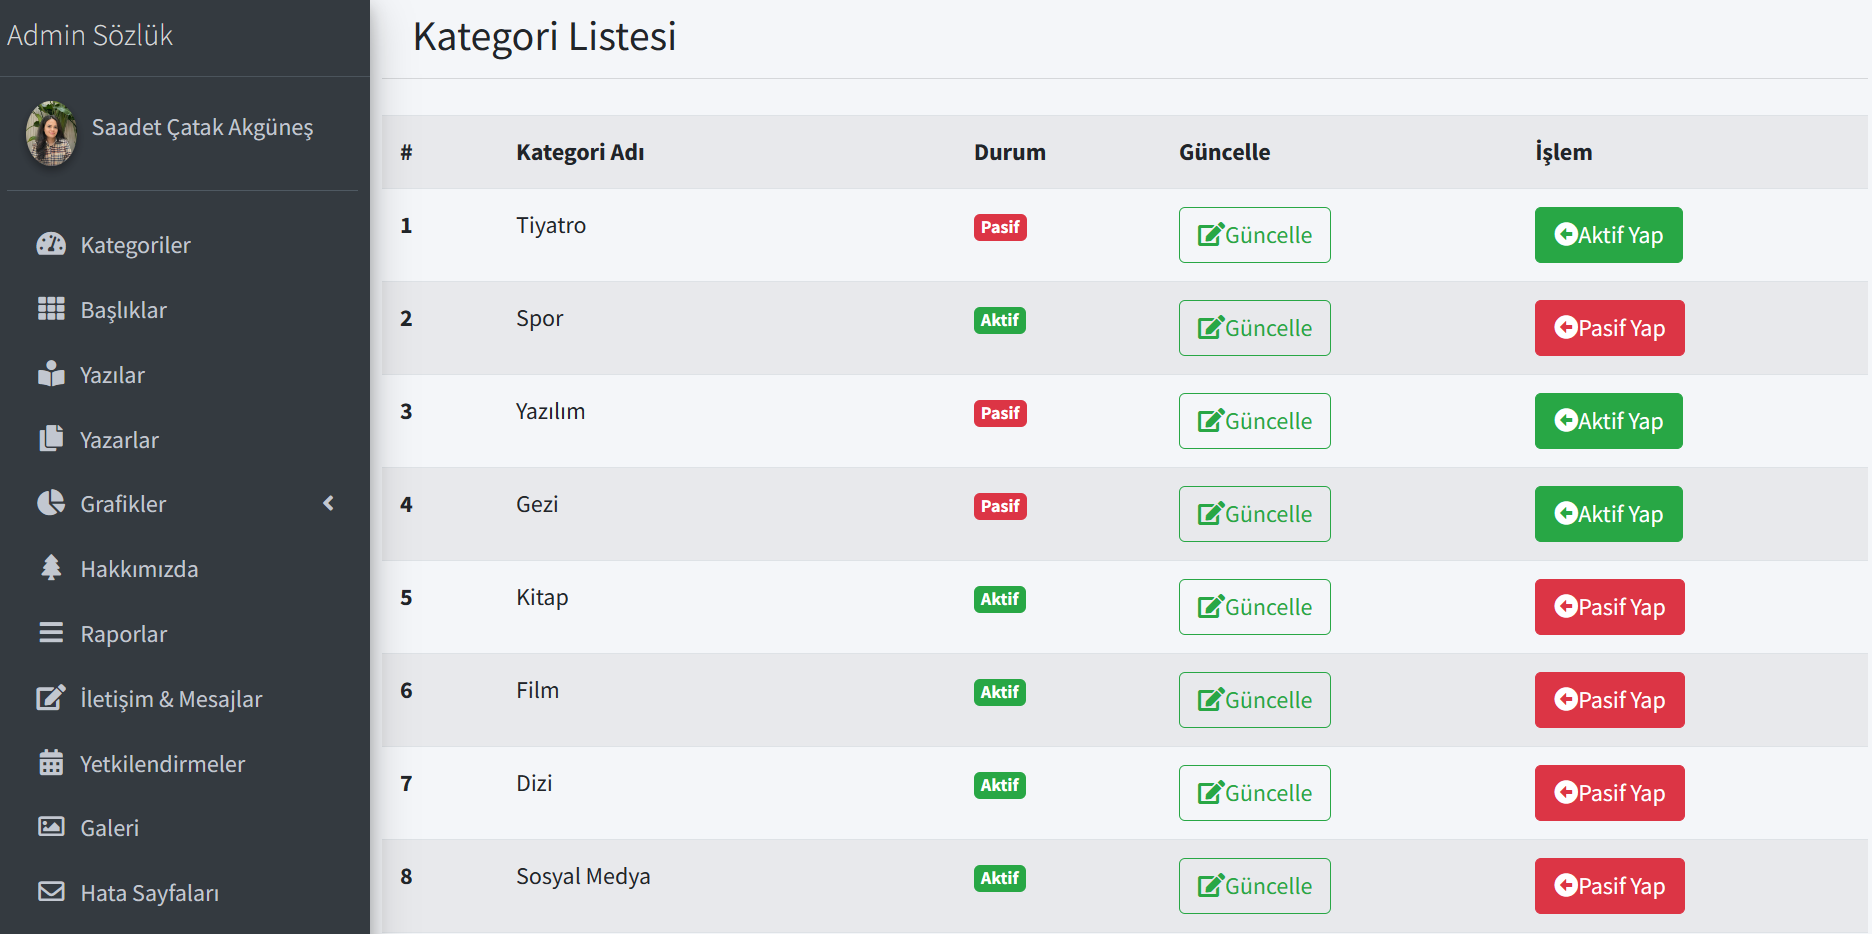 Admin Sözlük
Saadet Çatak Akgüneş
Kategoriler
Başlıklar
Yazılar
Yazarlar
Grafikler
Hakkımızda
Raporlar
İletişim & Mesajlar
Yetkilendirmeler
Galeri
Hata Sayfaları
Kategori Listesi
# Kategori Adı Durum Güncelle İşlem
1 Tiyatro Pasif Güncelle Aktif Yap
2 Spor Aktif Güncelle Pasif Yap
3 Yazılım Pasif Güncelle Aktif Yap
4 Gezi Pasif Güncelle Aktif Yap
5 Kitap Aktif Güncelle Pasif Yap
6 Film Aktif Güncelle Pasif Yap
7 Dizi Aktif Güncelle Pasif Yap
8 Sosyal Medya Aktif Güncelle Pasif Yap